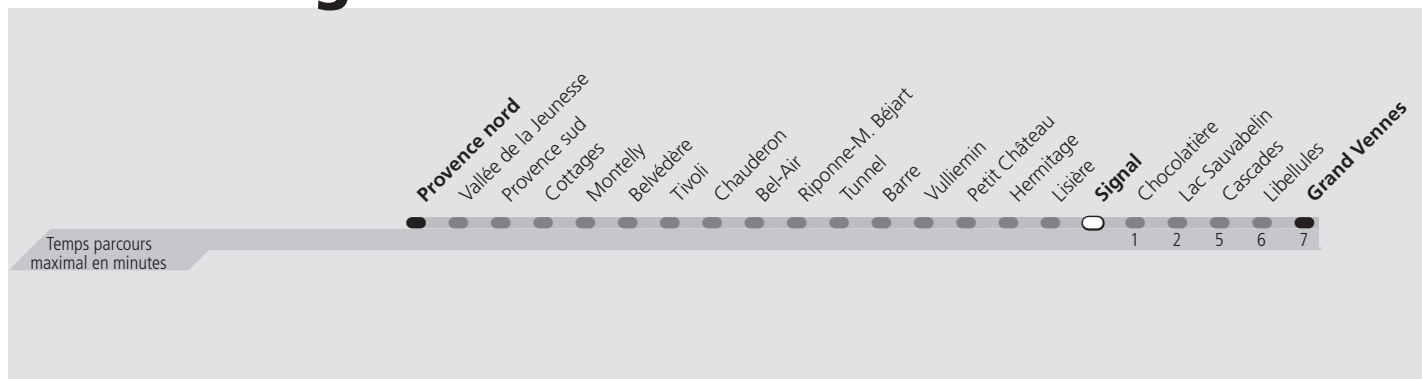 Provence nord
Vallée de la Jeunesse
Provence sud
Cottages
Montelly
Belvédère
Tivoli
Chauderon
Bel-Air
Riponne-M. Béjart
Tunnel
Barre
Vulliemin
Petit Château
Hermitage
Lisière
Signal
Chocolatière
Lac Sauvabelin
Cascades
Libellules
Grand Vennes
Temps parcours
maximal en minutes
1 2 5 6 7